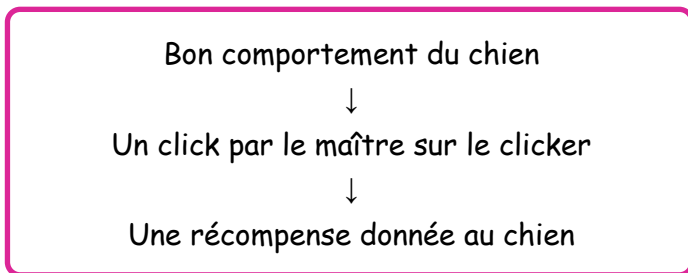 Bon comportement du chien
↓
Un click par le maître sur le clicker
↓
Une récompense donnée au chien